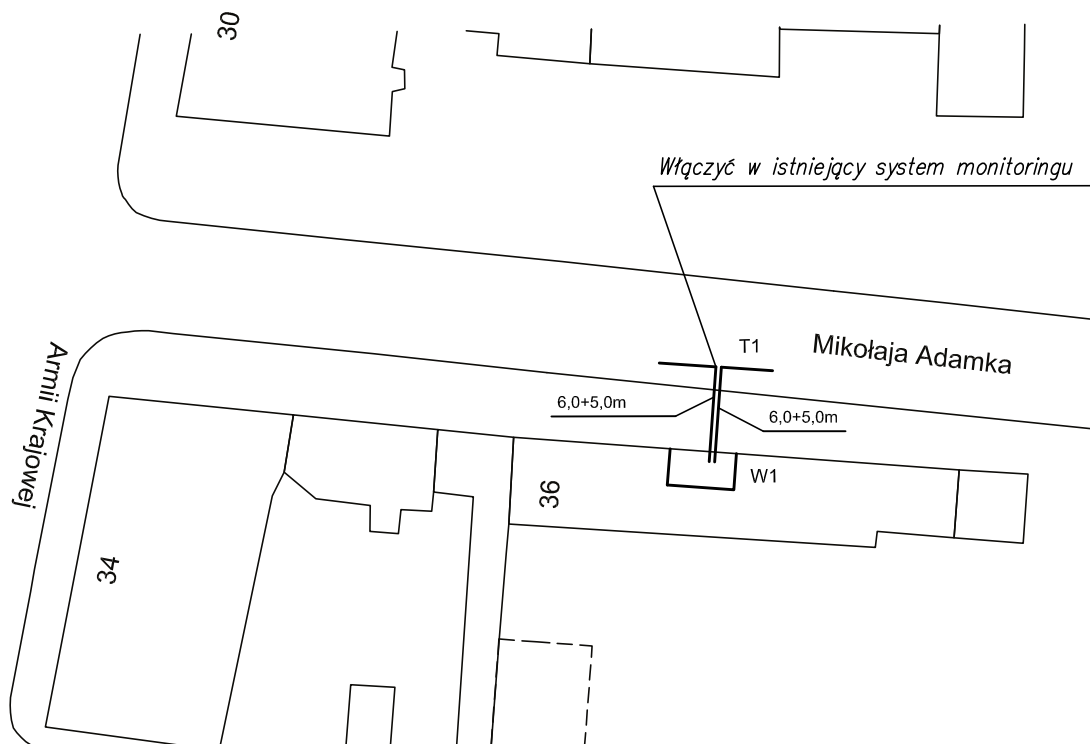 30
Włączyć w istniejący system monitoringu
T1
Mikołaja Adamka
Armii Krajowej
6,0+5,0m
6,0+5,0m
W1
36
34